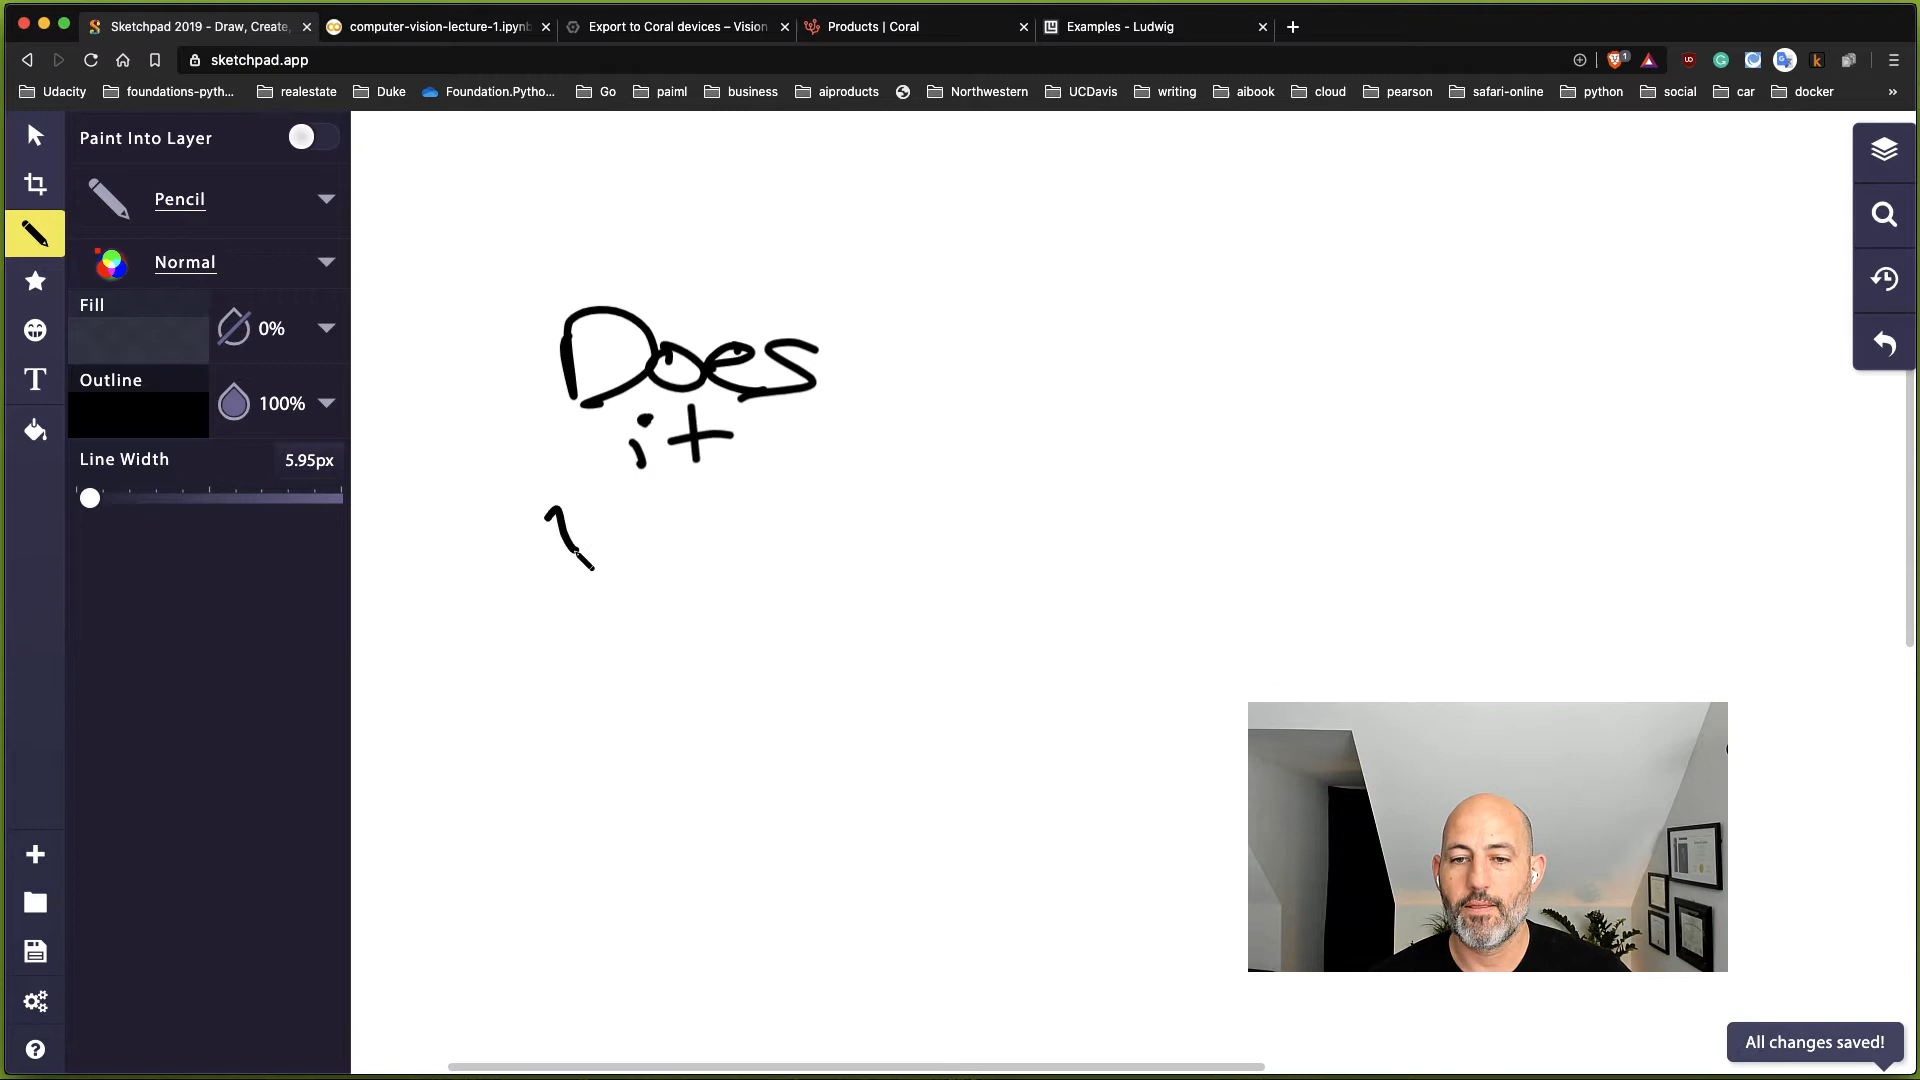 Sketchpad 2019 - Draw, Create,
computer-vision-lecture-1.ipynb
Export to Coral devices – Vision
Products | Coral
Examples - Ludwig
sketchpad.app
1
Udacity
foundations-pyth...
realestate
Duke
Foundation.Pytho...
Go
paiml
business
aiproducts
Northwestern
UCDavis
writing
aibook
cloud
pearson
safari-online
python
social
car
docker
»
Paint Into Layer
Pencil
Normal
Fill
0%
Outline
100%
Line Width
5.95px
T
Does
it
All changes saved!